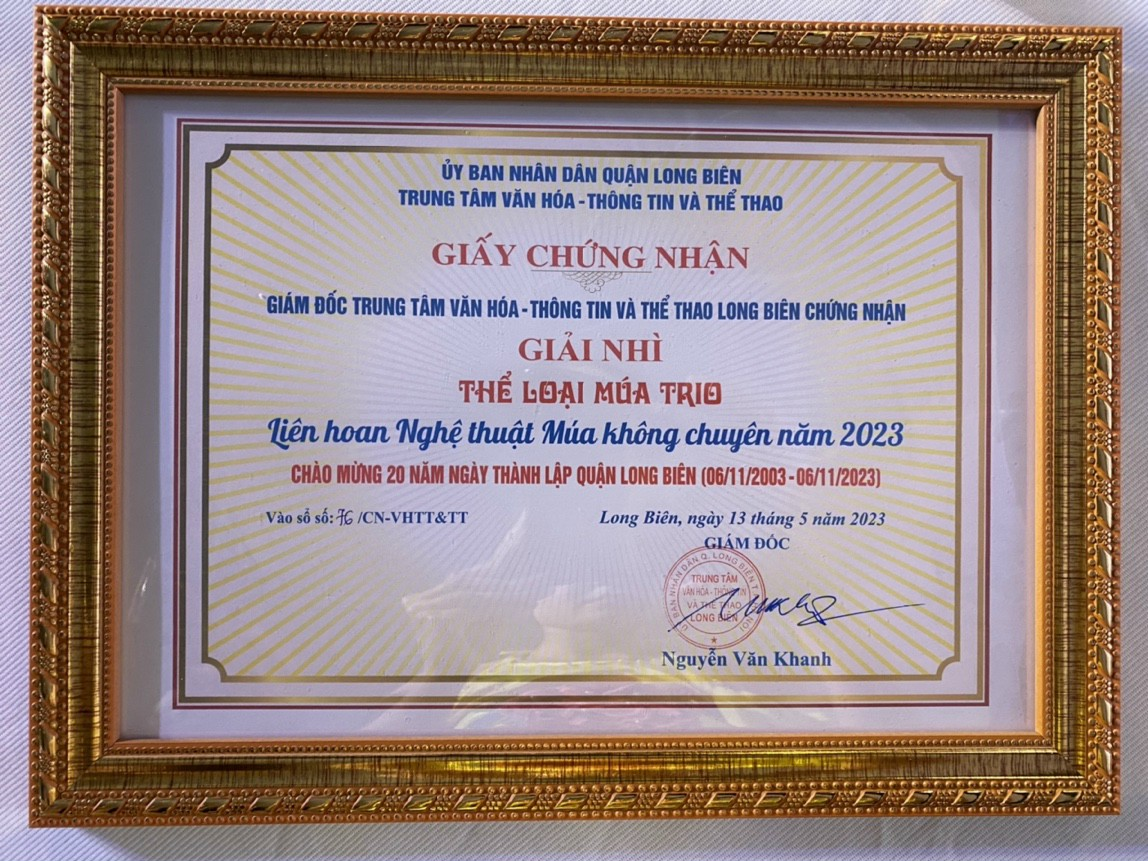 ỦY BAN NHÂN DÂN QUẬN LONG BIÊN
TRUNG TÂM VĂN HÓA - THÔNG TIN VÀ THỂ THAO
GIẤY CHỨNG NHẬN
GIÁM ĐỐC TRUNG TÂM VĂN HÓA - THÔNG TIN VÀ THỂ THAO LONG BIÊN CHỨNG NHẬN
GIẢI NHÌ
THỂ LOẠI MÚA TRIO
Liên hoan Nghệ thuật Múa không chuyên năm 2023
CHÀO MỪNG 20 NĂM NGÀY THÀNH LẬP QUẬN LONG BIÊN (06/11/2003 - 06/11/2023)
Vào sổ số: 76 /CN-VHTT&TT
Long Biên, ngày 13 tháng 5 năm 2023
GIÁM ĐỐC
TRUNG TÂM
VĂN HÓA - THÔNG TIN
VÀ THỂ THAO
LONG BIÊN
Nguyễn Văn Khanh